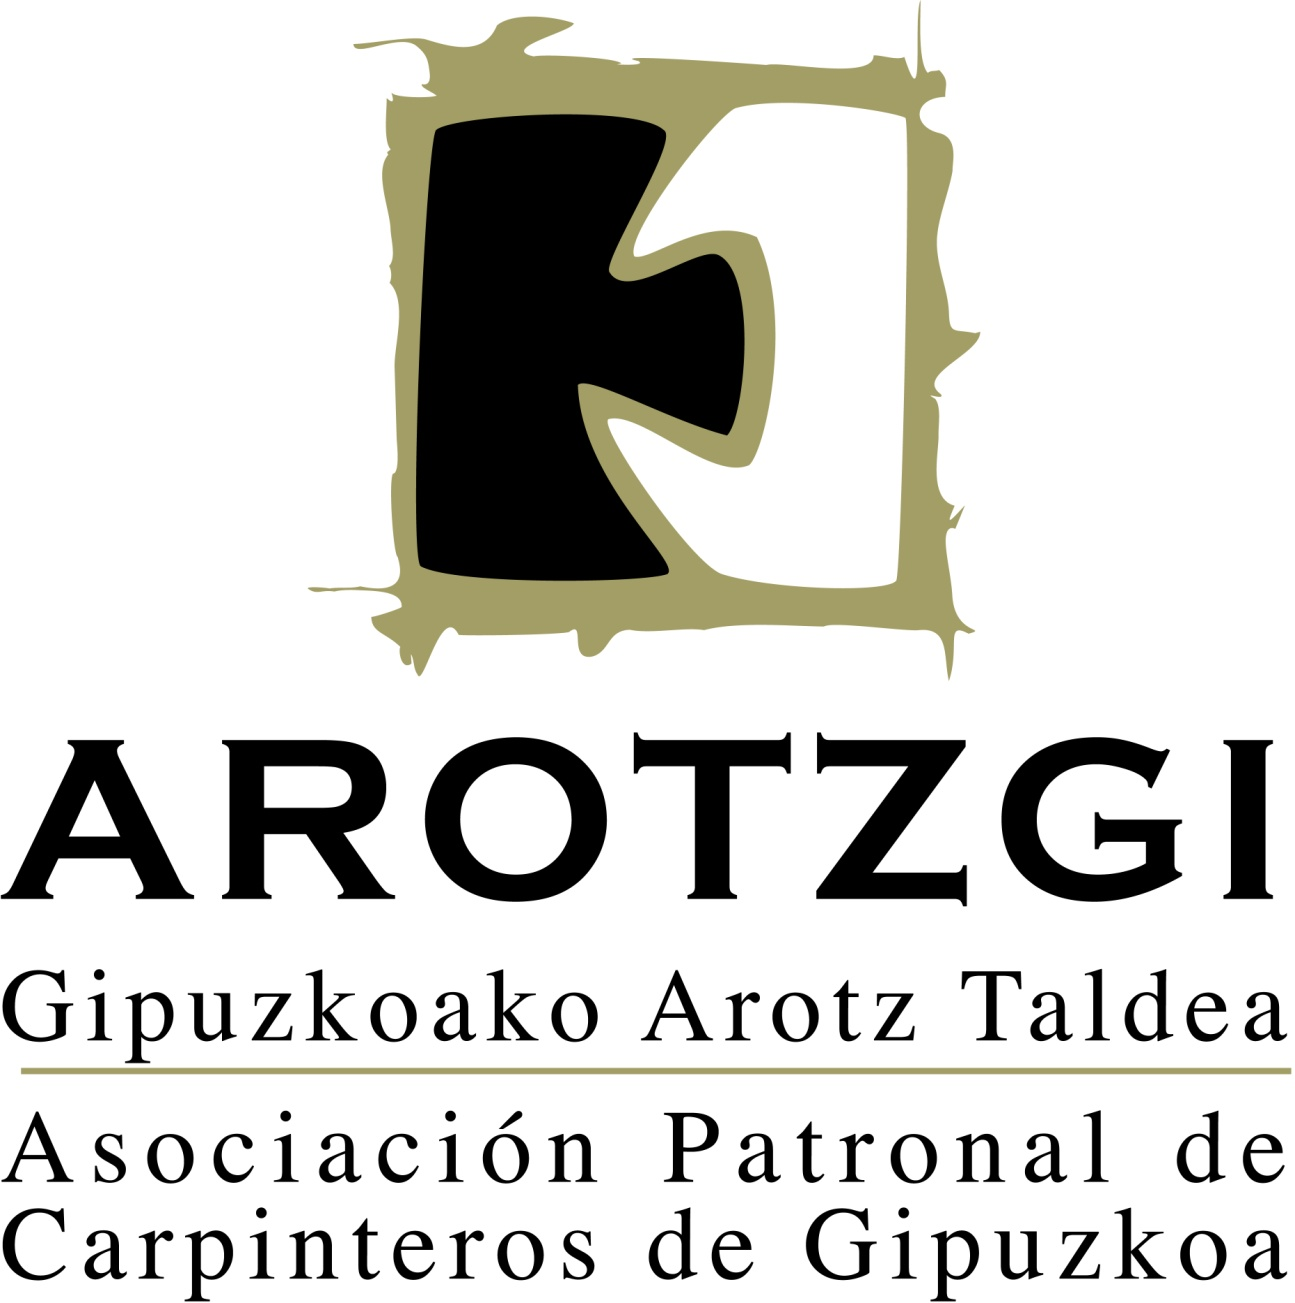 AROTZGI
Gipuzkoako Arotz Taldea
Asociación Patronal de
Carpinteros de Gipuzkoa